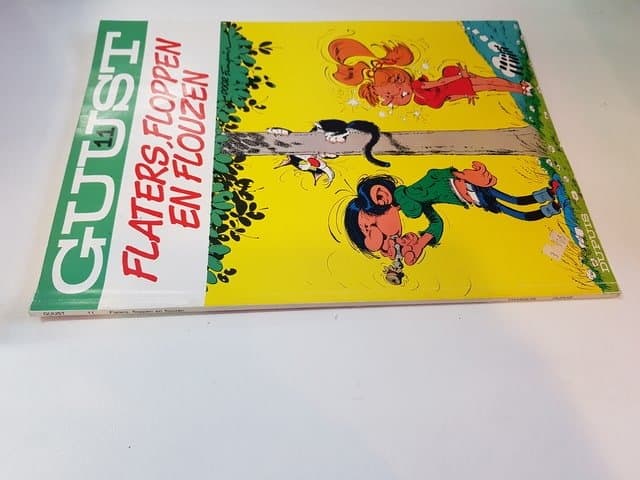 GUUST
11
FLATERS, FLOPPEN
EN FLOUZEN
DUPUIS
GUUST 11 Flaters, floppen en flouzen